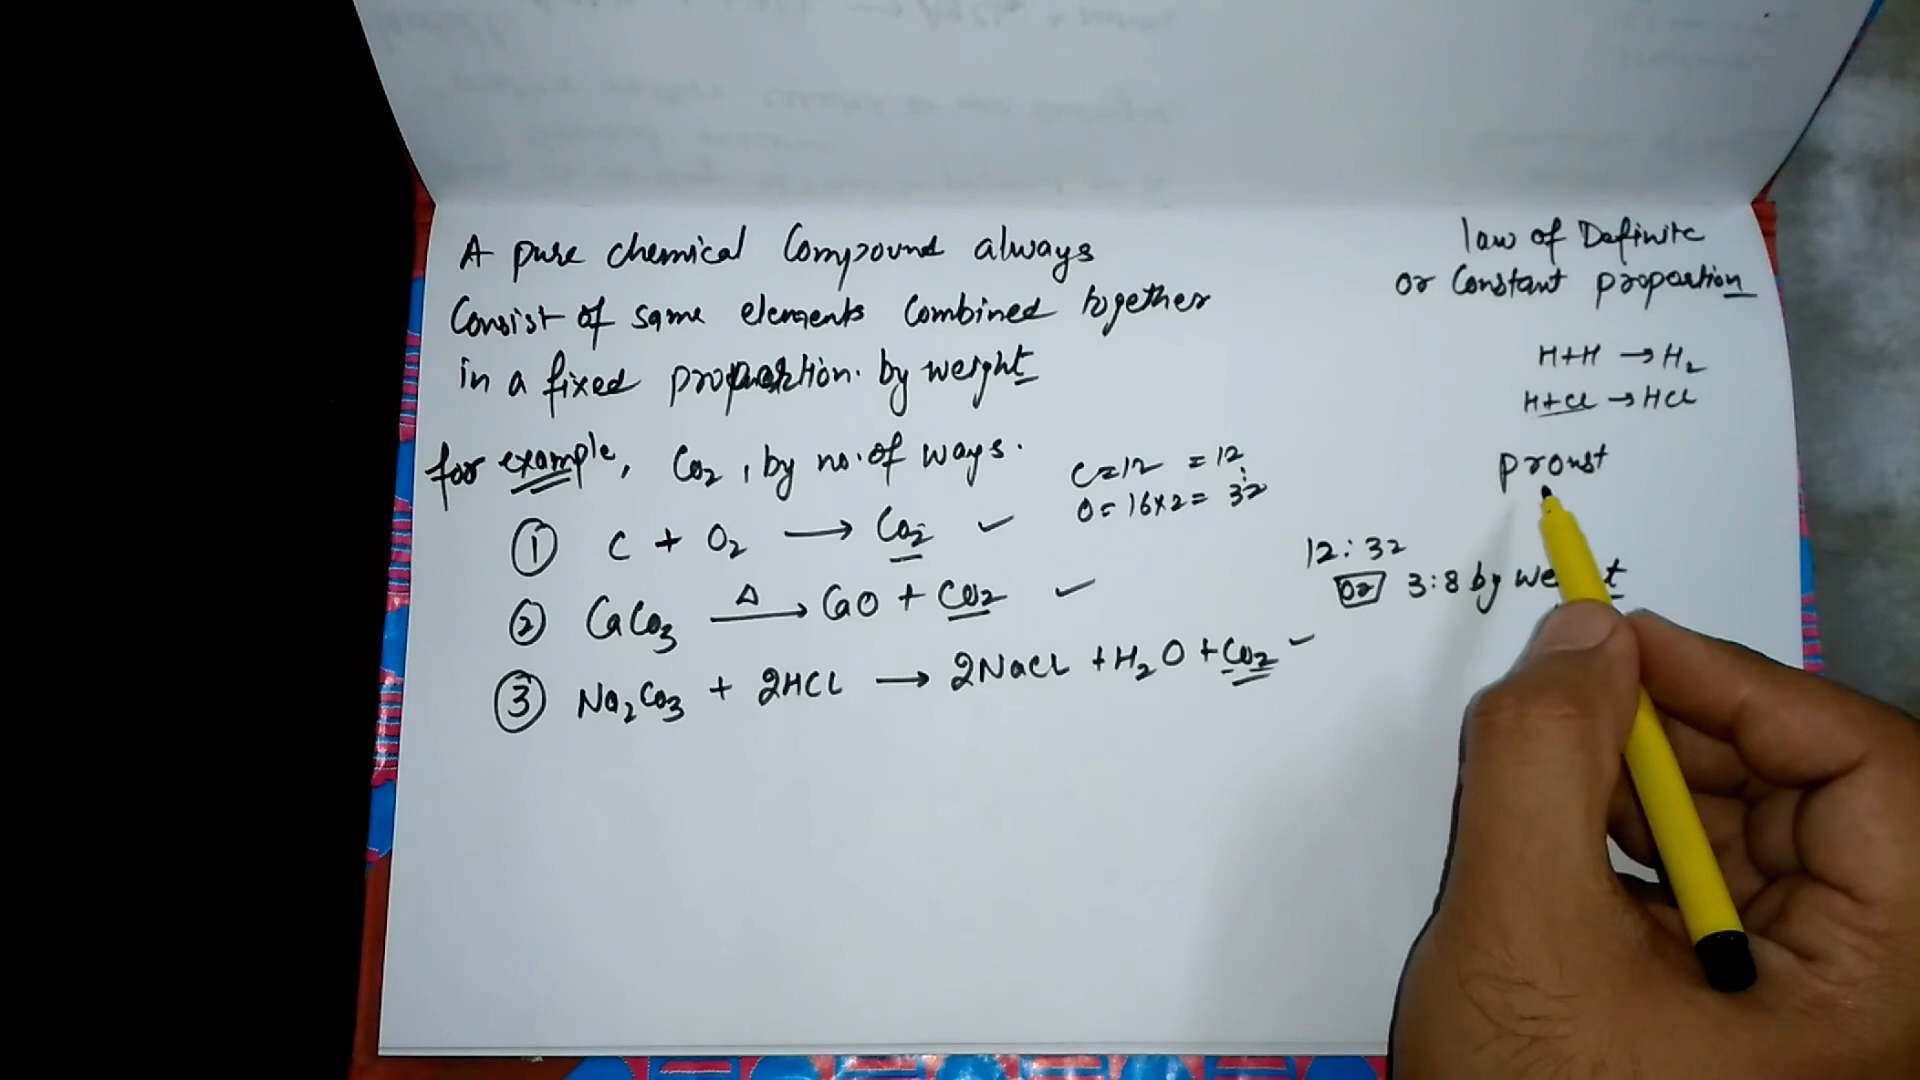 A pure chemical Compound always
Consist of same elements Combined together
in a fixed proportion. by weight
for example, Co2, by no. of ways.
① C + O2 → Co2 ✓
② CaCo3 →Δ CaO + Co2 ✓
③ Na2Co3 + 2HCl → 2NaCl + H2O + Co2 ✓
C=12 = 12
O = 16×2 = 32
law of Definite
or Constant proportion
H+H → H2
H+Cl → HCl
Proust
12:32
or 3:8 by